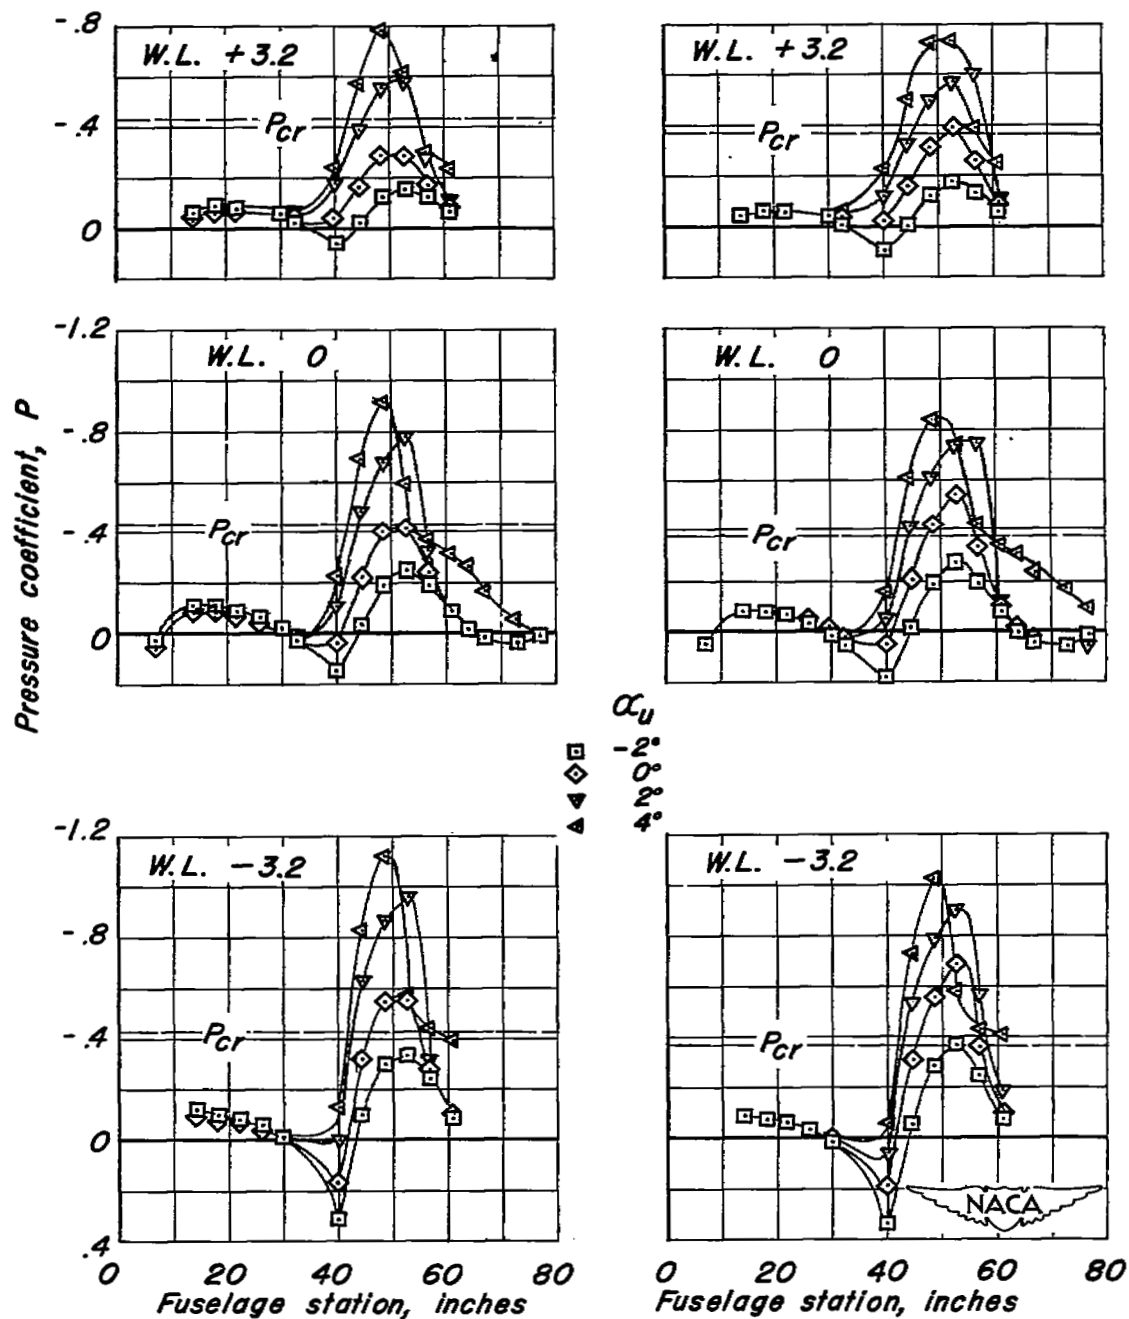 -.8
W.L. +3.2
W.L. +3.2
-.4
Pcr
Pcr
0
-1.2
W.L. 0
W.L. 0
-.8
-.4
Pcr
Pcr
0
Pressure coefficient, P
αu
-2°
0°
2°
4°
-1.2
W.L. -3.2
W.L. -3.2
-.8
-.4
Pcr
Pcr
0
NACA
.4
0 20 40 60 80
0 20 40 60 80
Fuselage station, inches
Fuselage station, inches